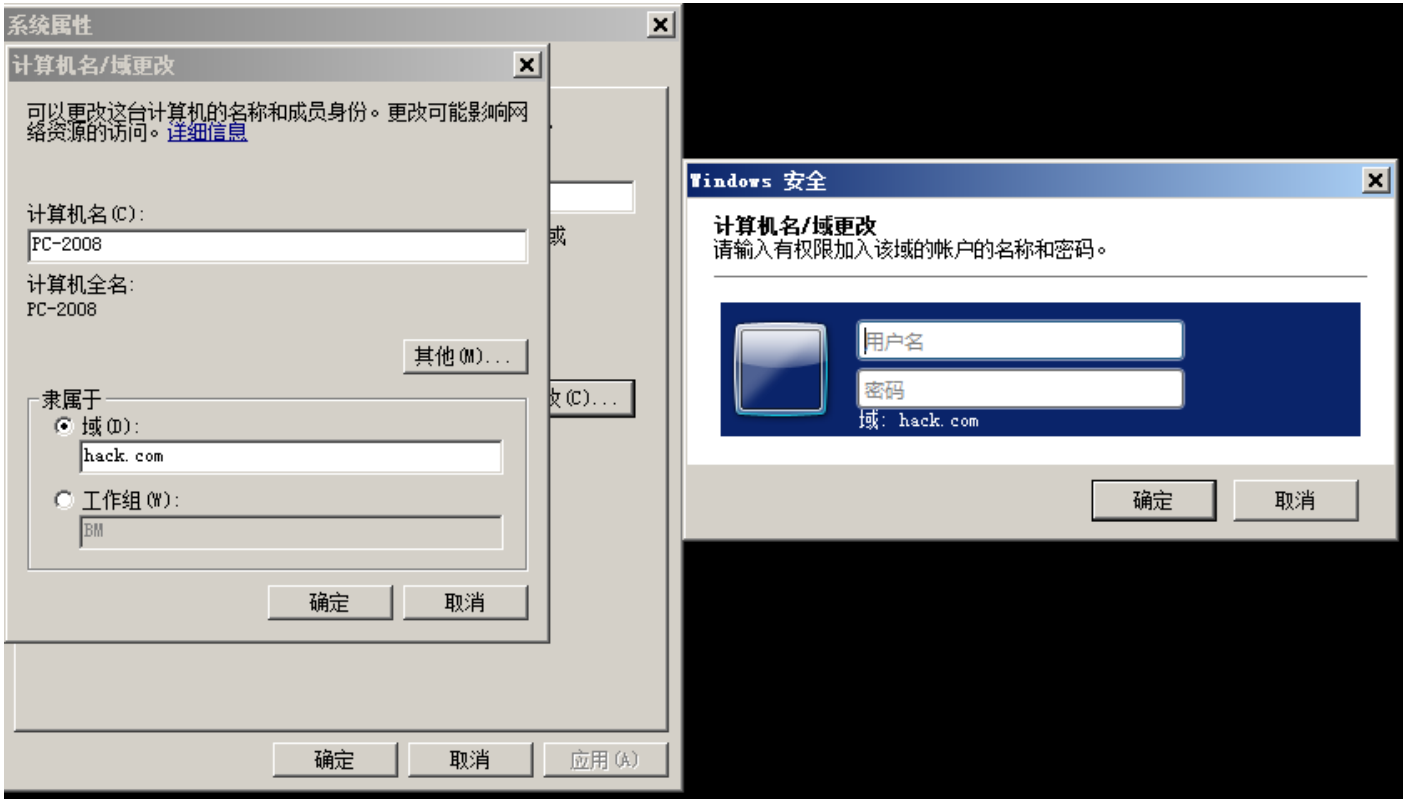 系统属性
计算机名/域更改
可以更改这台计算机的名称和成员身份。更改可能影响网
络资源的访问。详细信息
计算机名(C):
PC-2008
计算机全名:
PC-2008
其他(M)...
隶属于
域(D):
hack.com
工作组(W):
BM
确定 取消
或
(C)...
确定 取消 应用(A)
Windows 安全
计算机名/域更改
请输入有权限加入该域的帐户的名称和密码。
用户名
密码
域: hack.com
确定 取消